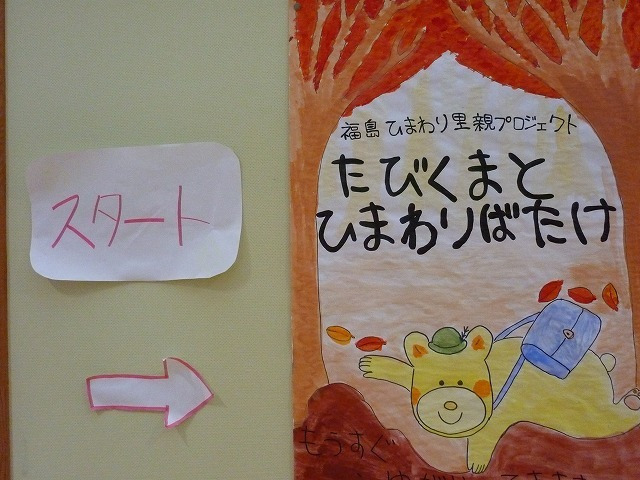 スタート
福島ひまわり里親プロジェクト
たびくまと
ひまわりばたけ
もうすぐ